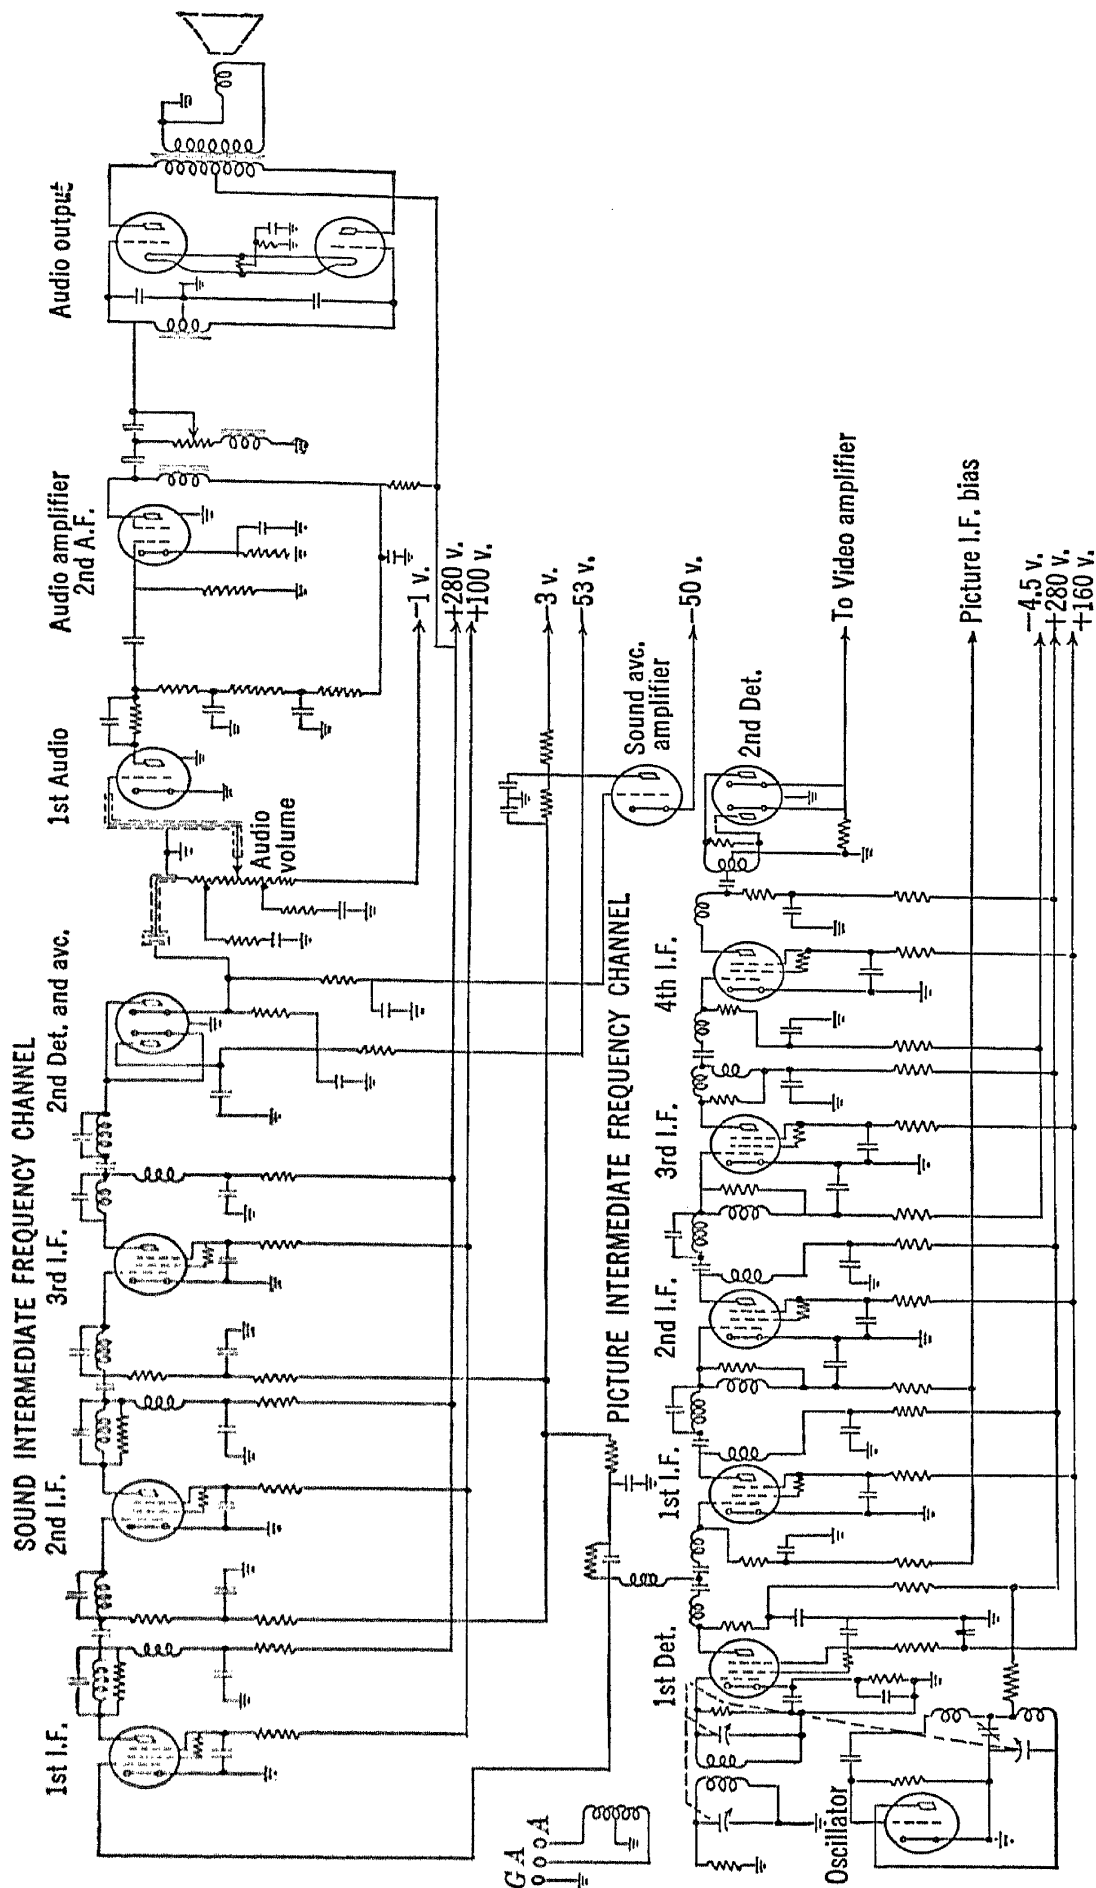 SOUND INTERMEDIATE FREQUENCY CHANNEL
1st I.F.
2nd I.F.
3rd I.F.
2nd Det. and avc.
1st Audio
Audio amplifier
2nd A.F.
Audio output
Audio
volume
-1 v.
+280 v.
+100 v.
-3 v.
-53 v.
-50v.
Sound avc.
amplifier
PICTURE INTERMEDIATE FREQUENCY CHANNEL
G A A
Oscillator
1st Det.
1st I.F.
2nd I.F.
3rd I.F.
4th I.F.
2nd Det.
To Video amplifier
Picture I.F. bias
-4.5 v.
+280 v.
+160 v.